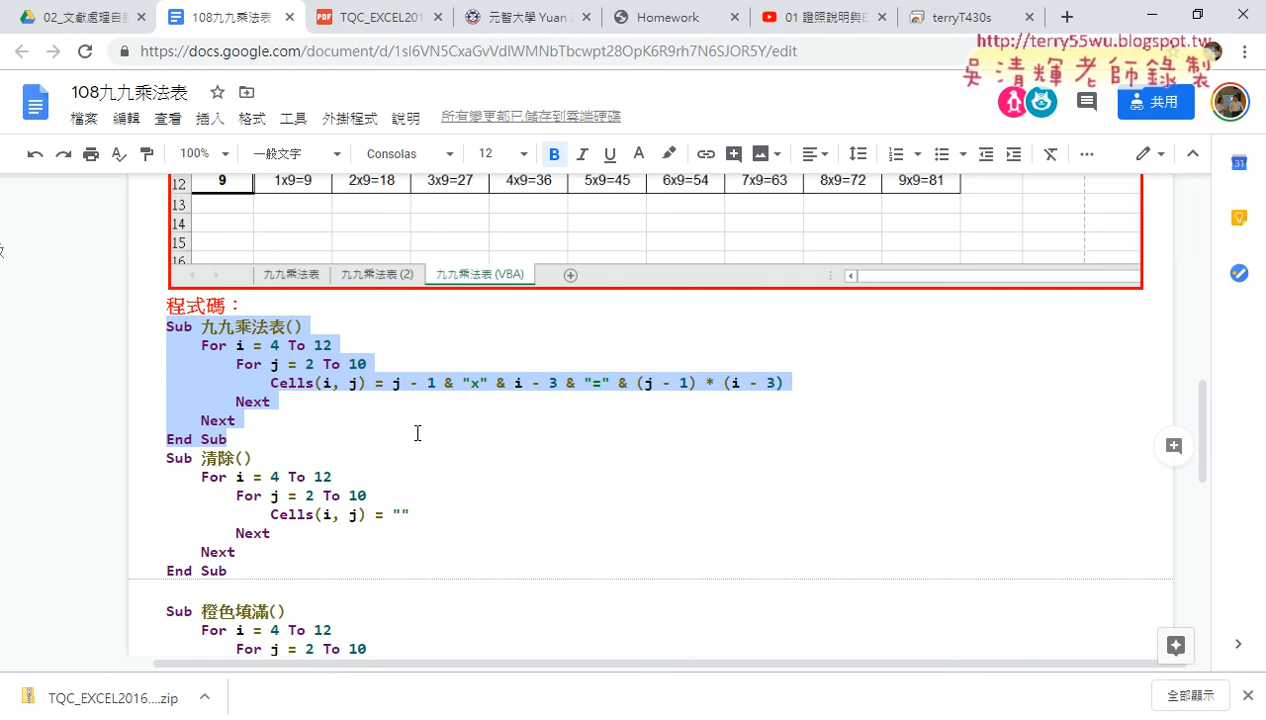 02_文獻處理自動
108九九乘法表
TQC_EXCEL201
元智大學 Yuan
Homework
01 證照說明與E
terryT430s
https://docs.google.com/document/d/1sI6VN5CxaGvVdlWMNbTbcwpt28OpK6R9rh7N6SJOR5Y/edit
http://terry55wu.blogspot.tw
吳清輝老師錄製
108九九乘法表
共用
檔案 編輯 查看 插入 格式 工具 外掛程式 說明 所有變更都已儲存到雲端硬碟
100% 一般文字 Consolas 12 B I U A
31
12 9 1x9=9 2x9=18 3x9=27 4x9=36 5x9=45 6x9=54 7x9=63 8x9=72 9x9=81
13
14
15
16
九九乘法表 九九乘法表 (2) 九九乘法表 (VBA)
程式碼：
Sub 九九乘法表()
For i = 4 To 12
For j = 2 To 10
Cells(i, j) = j - 1 & "x" & i - 3 & "=" & (j - 1) * (i - 3)
Next
Next
End Sub
Sub 清除()
For i = 4 To 12
For j = 2 To 10
Cells(i, j) = ""
Next
Next
End Sub
Sub 橙色填滿()
For i = 4 To 12
For j = 2 To 10
TQC_EXCEL2016....zip
全部顯示